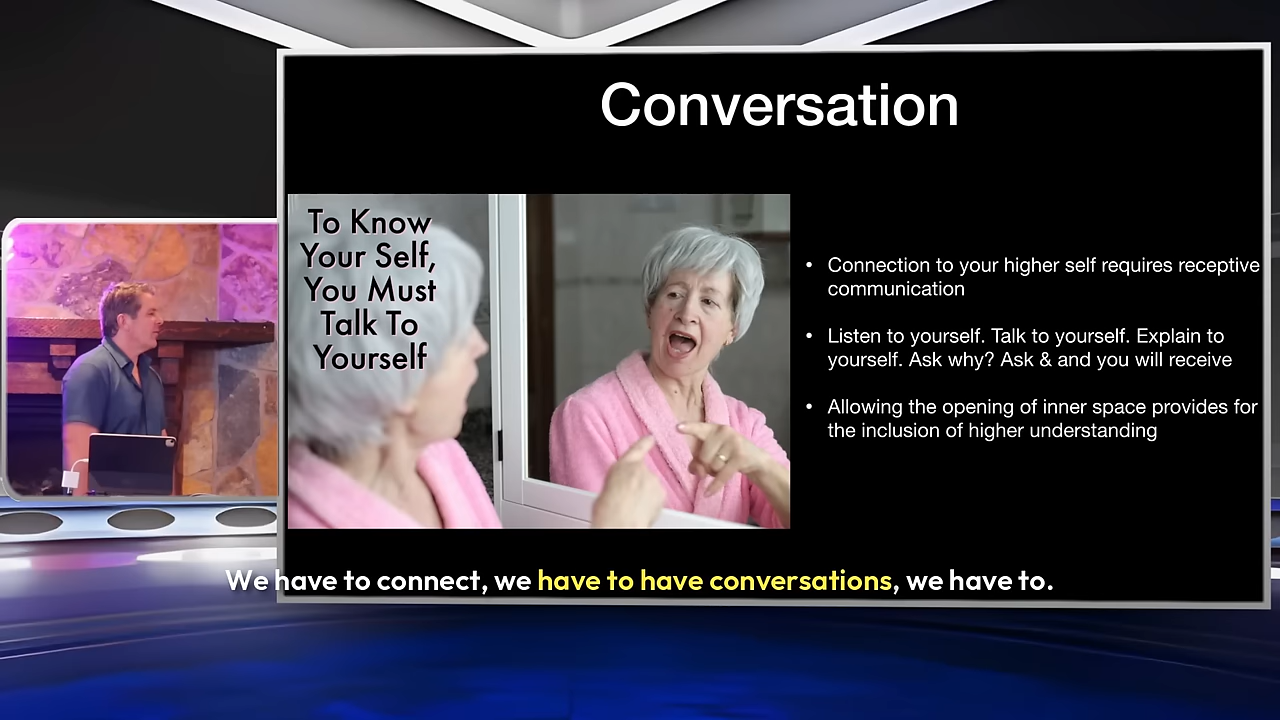 Conversation
To Know
Your Self,
You Must
Talk To
Yourself
• Connection to your higher self requires receptive
communication
• Listen to yourself. Talk to yourself. Explain to
yourself. Ask why? Ask & and you will receive
• Allowing the opening of inner space provides for
the inclusion of higher understanding
We have to connect, we have to have conversations, we have to.